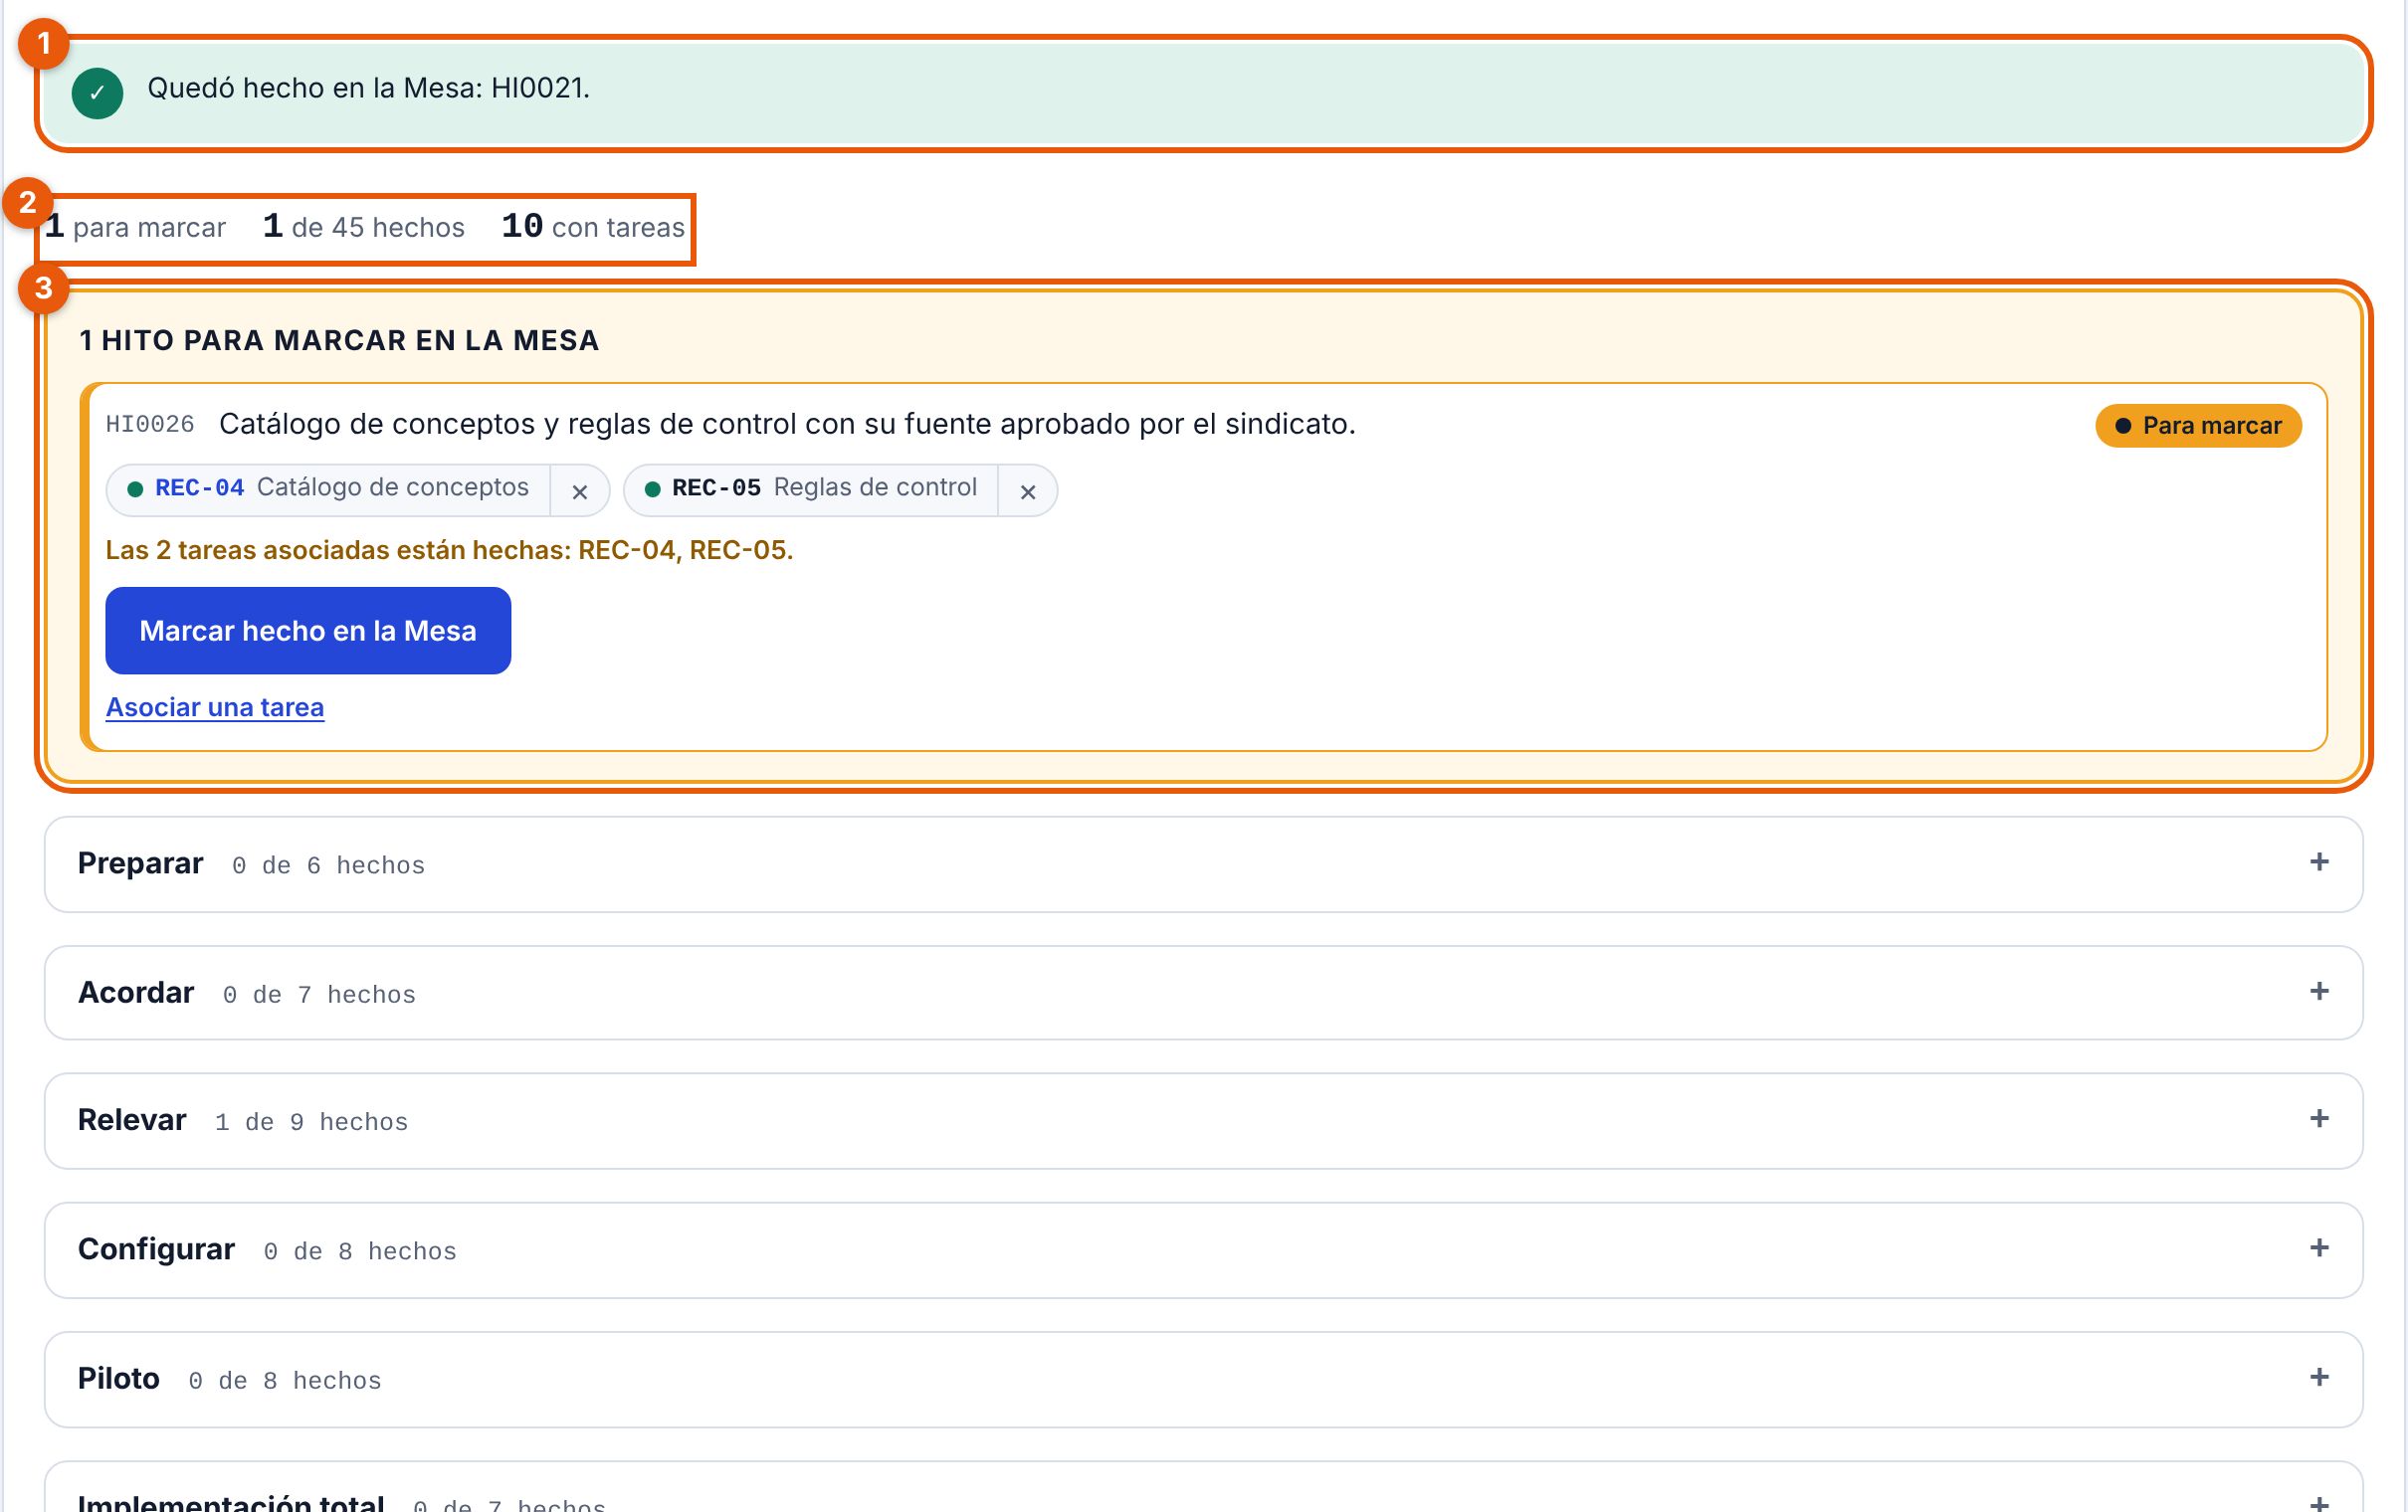 1
✓ Quedó hecho en la Mesa: HI0021.
2
1 para marcar 1 de 45 hechos 10 con tareas
3
1 HITO PARA MARCAR EN LA MESA
HI0026 Catálogo de conceptos y reglas de control con su fuente aprobado por el sindicato. Para marcar
REC-04 Catálogo de conceptos × REC-05 Reglas de control ×
Las 2 tareas asociadas están hechas: REC-04, REC-05.
Marcar hecho en la Mesa
Asociar una tarea
Preparar 0 de 6 hechos +
Acordar 0 de 7 hechos +
Relevar 1 de 9 hechos +
Configurar 0 de 8 hechos +
Piloto 0 de 8 hechos +
Implementación total 0 de 7 hechos +